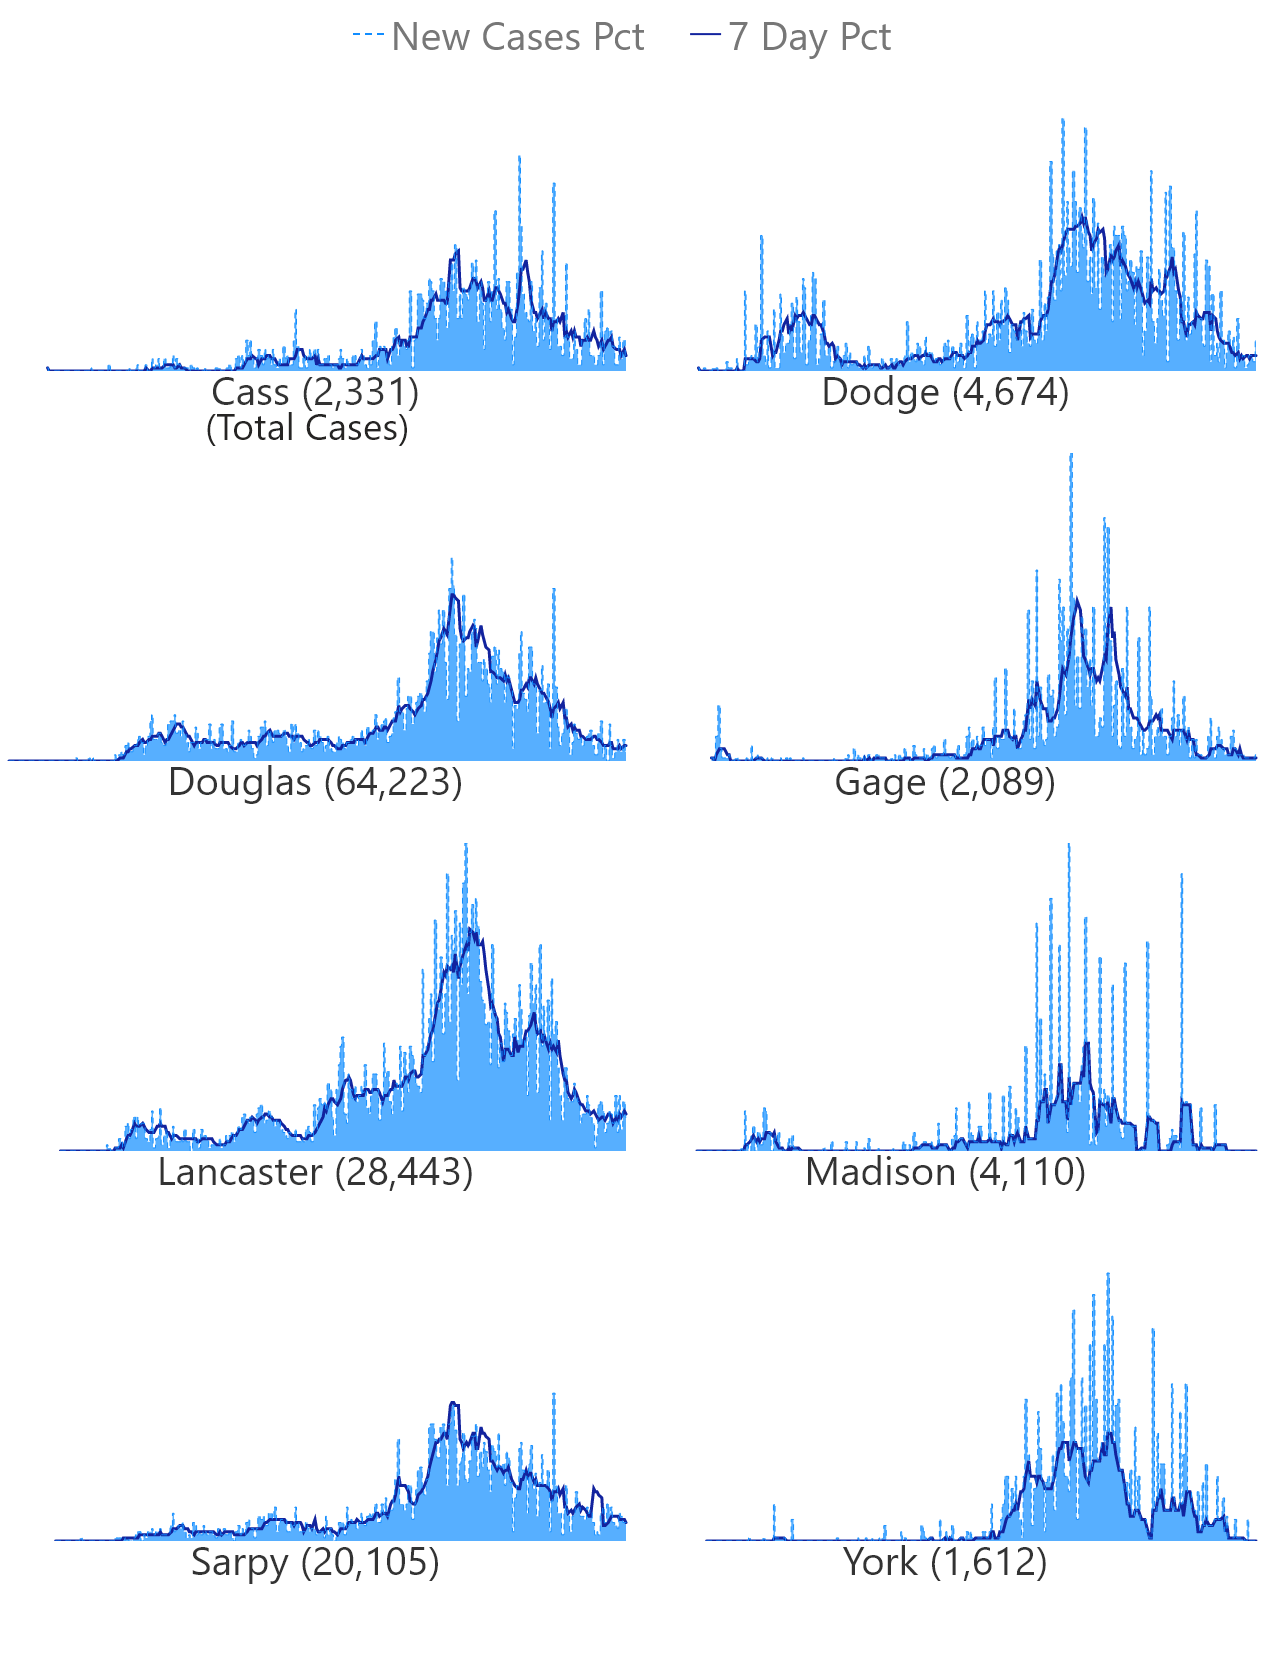 New Cases Pct 7 Day Pct
Cass (2,331)
(Total Cases)
Dodge (4,674)
Douglas (64,223)
Gage (2,089)
Lancaster (28,443)
Madison (4,110)
Sarpy (20,105)
York (1,612)